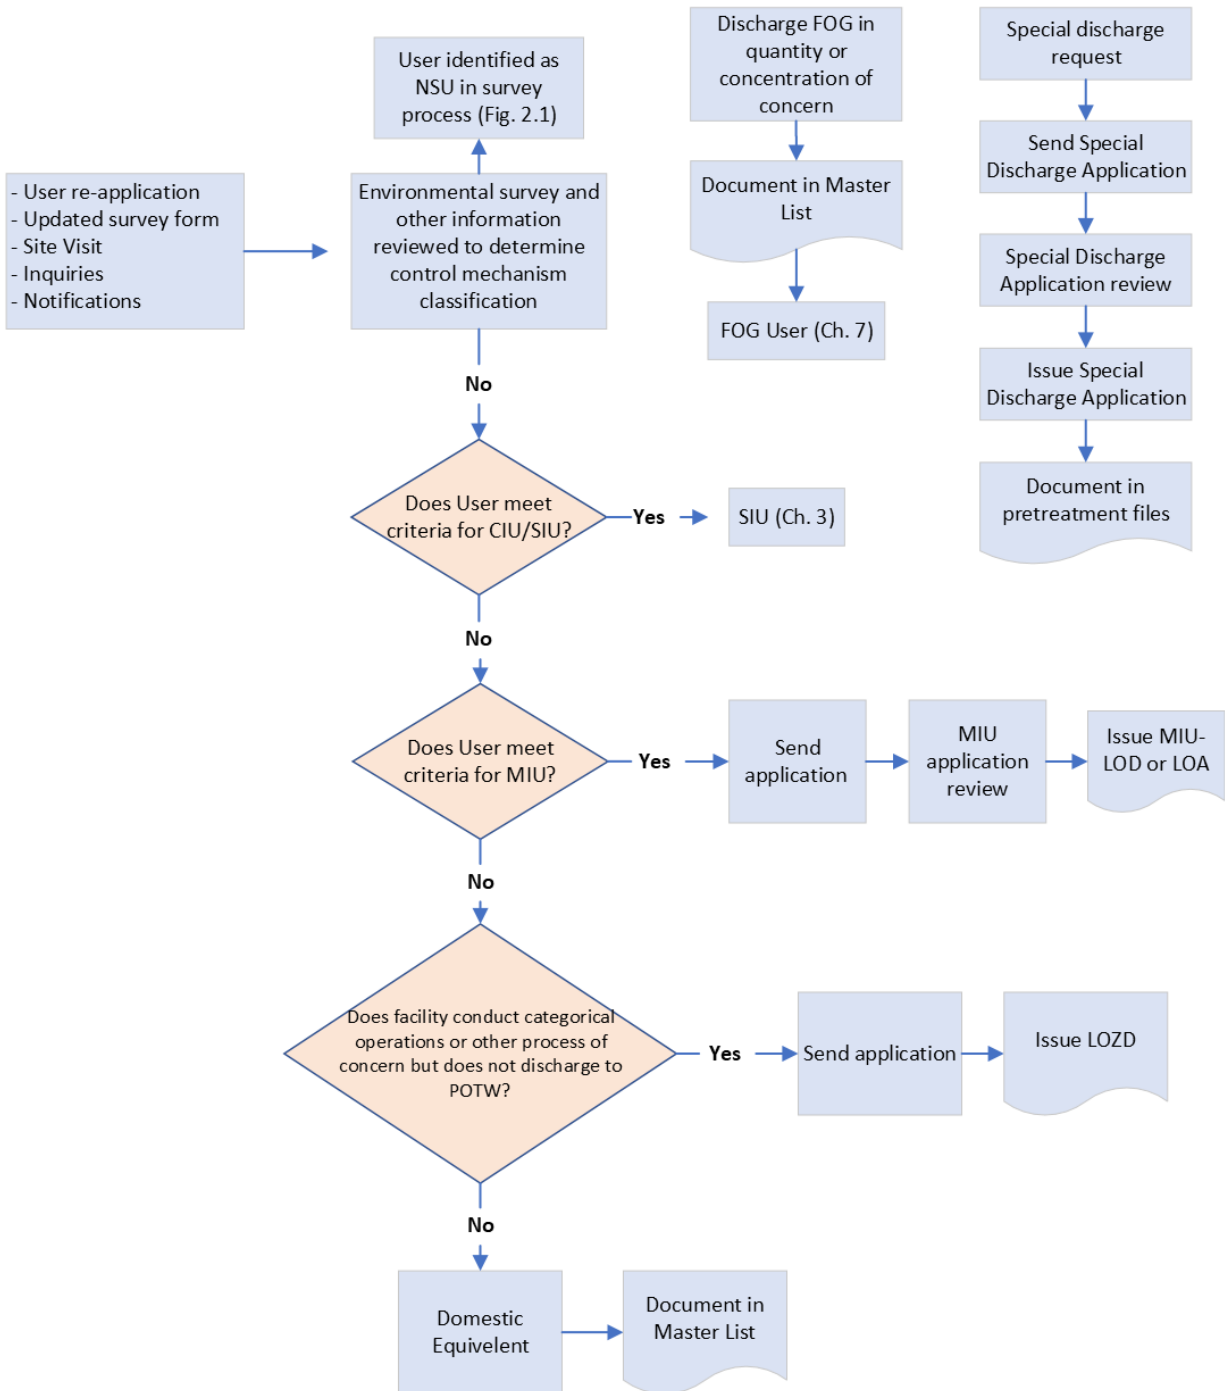 User identified as
NSU in survey
process (Fig. 2.1)
Discharge FOG in
quantity or
concentration of
concern
Special discharge
request
- User re-application
- Updated survey form
- Site Visit
- Inquiries
- Notifications
Environmental survey and
other information
reviewed to determine
control mechanism
classification
Document in Master
List
FOG User (Ch. 7)
Send Special
Discharge Application
Special Discharge
Application review
Issue Special
Discharge Application
Document in
pretreatment files
No
Does User meet
criteria for CIU/SIU?
Yes
SIU (Ch. 3)
No
Does User meet
criteria for MIU?
Yes
Send
application
MIU
application
review
Issue MIU-
LOD or LOA
No
Does facility conduct categorical
operations or other process of
concern but does not discharge to
POTW?
Yes
Send application
Issue LOZD
No
Domestic
Equivelent
Document in
Master List